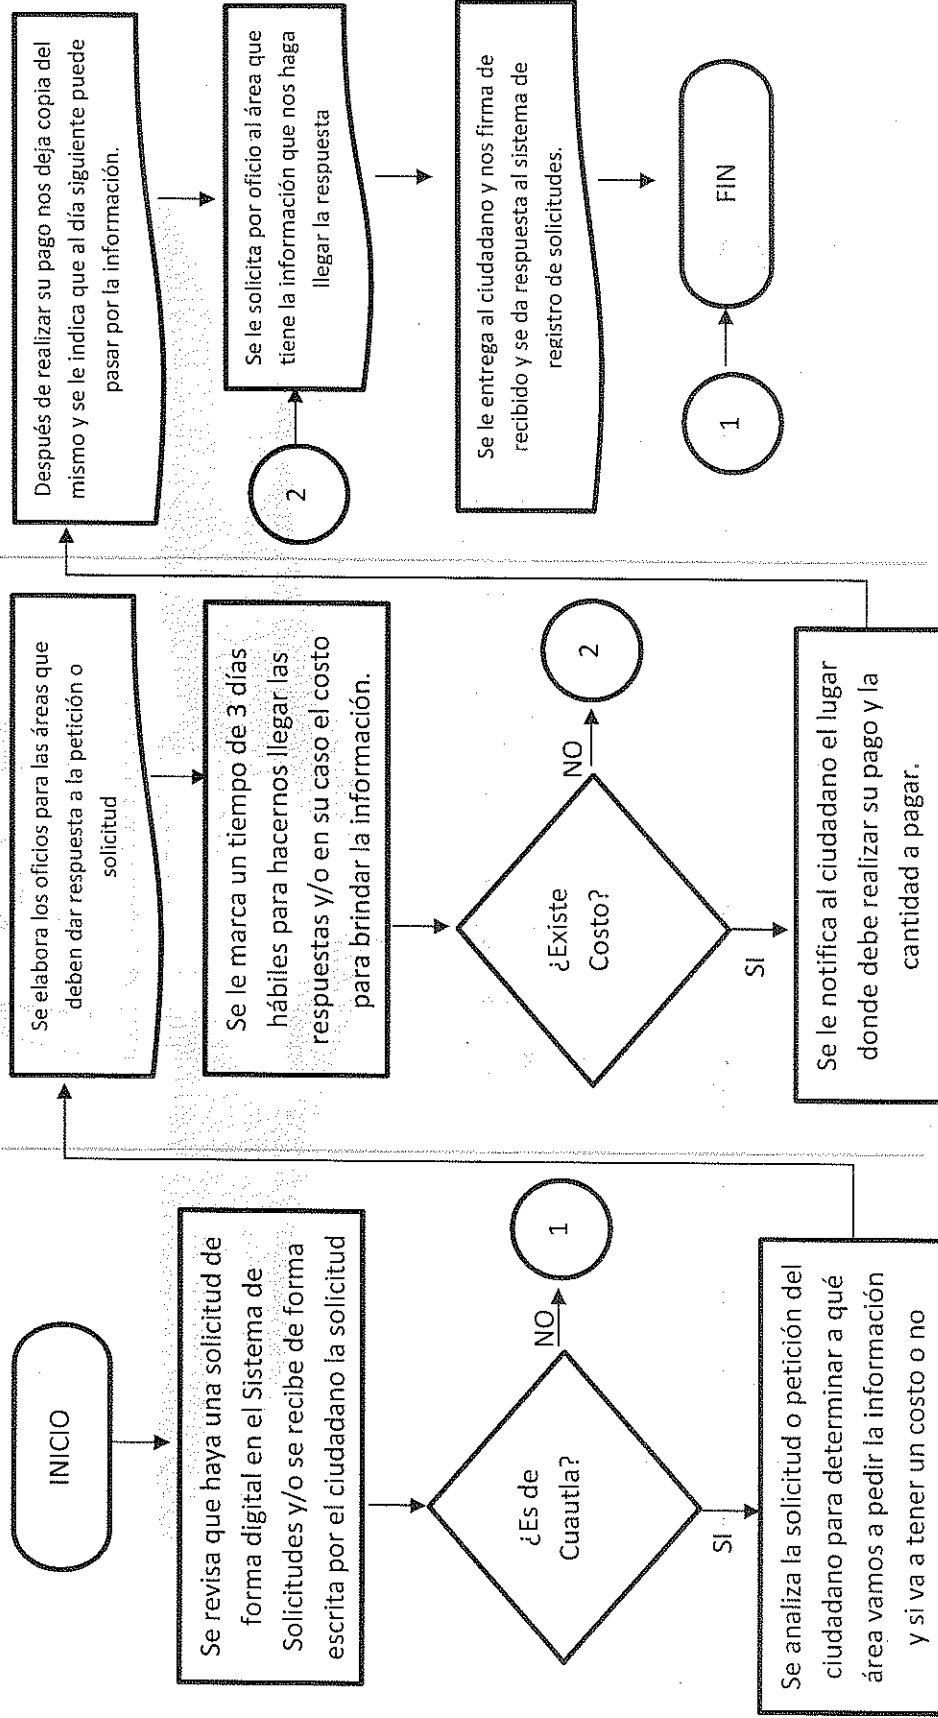 INICIO
Se revisa que haya una solicitud de
forma digital en el Sistema de
Solicitudes y/o se recibe de forma
escrita por el ciudadano la solicitud
¿Es de
Cuautla?
NO
1
SI
Se analiza la solicitud o petición del
ciudadano para determinar a qué
área vamos a pedir la información
y si va a tener un costo o no
Se elabora los oficios para las áreas que
deben dar respuesta a la petición o
solicitud
Se le marca un tiempo de 3 días
hábiles para hacernos llegar las
respuestas y/o en su caso el costo
para brindar la información.
¿Existe
Costo?
NO
2
SI
Se le notifica al ciudadano el lugar
donde debe realizar su pago y la
cantidad a pagar.
Después de realizar su pago nos deja copia del
mismo y se le indica que al día siguiente puede
pasar por la información.
2
Se le solicita por oficio al área que
tiene la información que nos haga
llegar la respuesta
Se le entrega al ciudadano y nos firma de
recibido y se da respuesta al sistema de
registro de solicitudes.
1
FIN